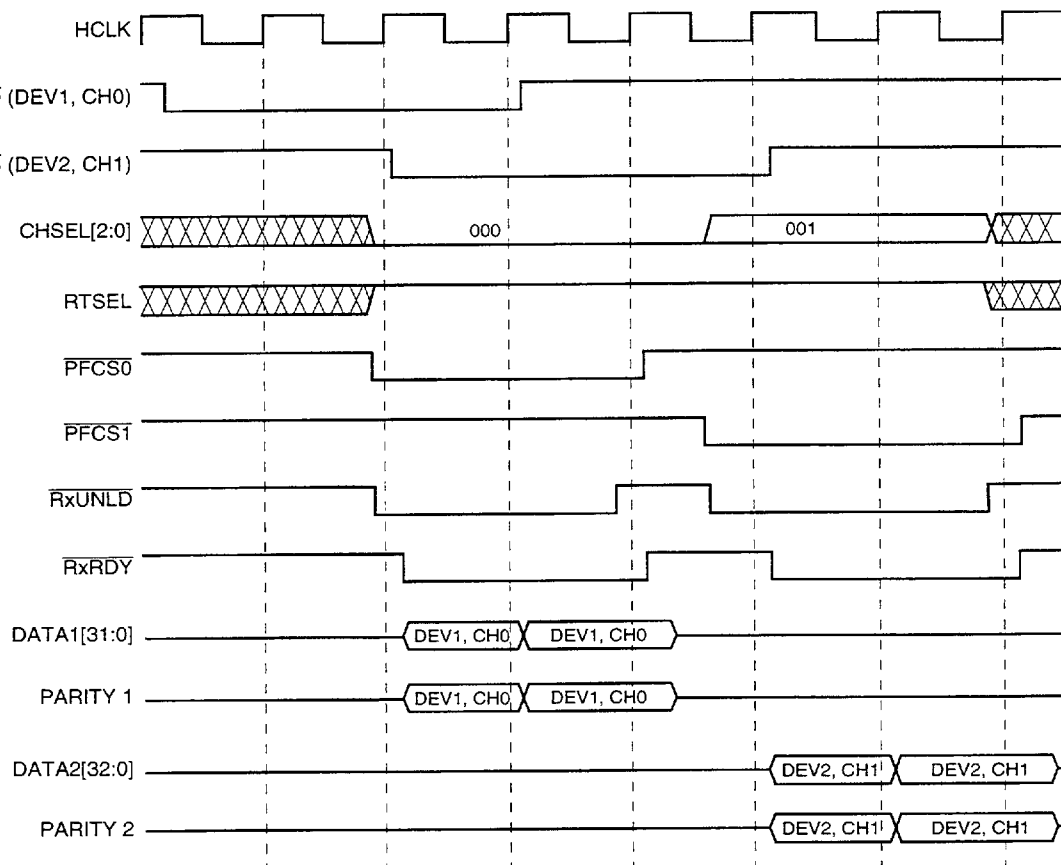 HCLK
(DEV1, CH0)
(DEV2, CH1)
CHSEL[2:0] 000 001
RTSEL
PFCS0
PFCS1
RxUNLD
RxRDY
DATA1[31:0] DEV1, CH0 DEV1, CH0
PARITY 1 DEV1, CH0 DEV1, CH0
DATA2[32:0] DEV2, CH1 DEV2, CH1
PARITY 2 DEV2, CH1 DEV2, CH1